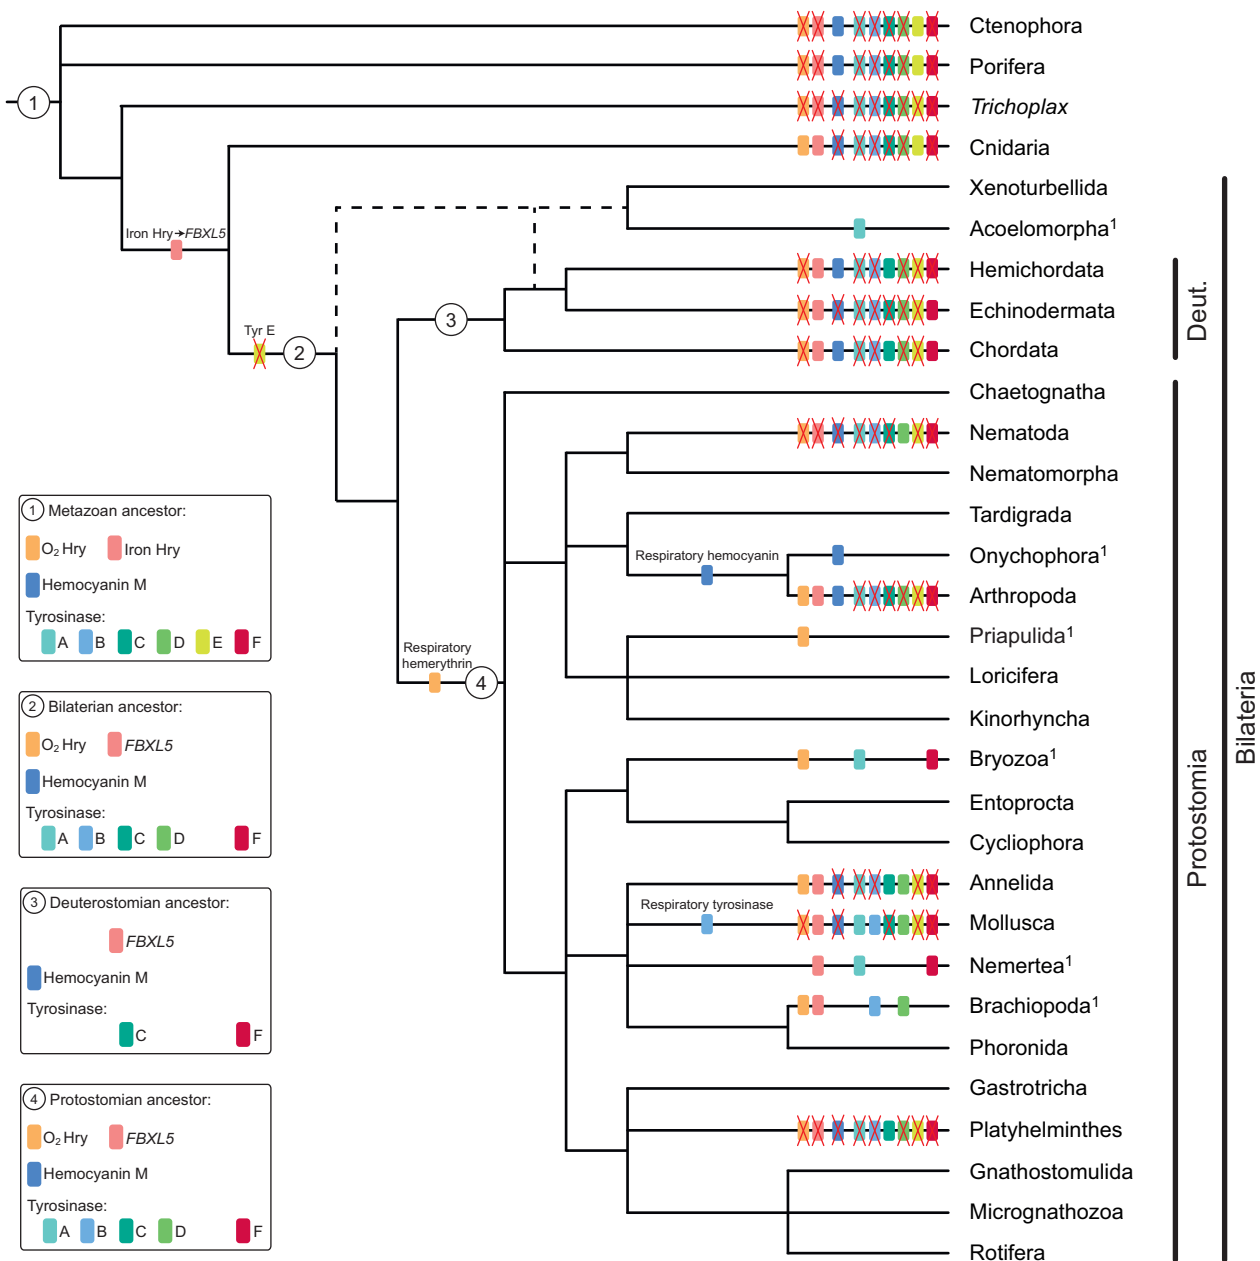 Ctenophora
Porifera
1
Trichoplax
Cnidaria
Xenoturbellida
Iron Hry→FBXL5
Acoelomorpha¹
Hemichordata
Echinodermata
3
Tyr E
2
Chordata
Deut.
Chaetognatha
Nematoda
Nematomorpha
Tardigrada
Respiratory hemocyanin
Onychophora¹
Arthropoda
Priapulida¹
Respiratory
hemerythrin
4
Loricifera
Kinorhyncha
Bryozoa¹
Entoprocta
Cycliophora
Annelida
Respiratory tyrosinase
Mollusca
Nemertea¹
Brachiopoda¹
Phoronida
Gastrotricha
Platyhelminthes
Gnathostomulida
Micrognathozoa
Rotifera
Protostomia
Bilateria
1 Metazoan ancestor:
O₂ Hry Iron Hry
Hemocyanin M
Tyrosinase:
A B C D E F
2 Bilaterian ancestor:
O₂ Hry FBXL5
Hemocyanin M
Tyrosinase:
A B C D F
3 Deuterostomian ancestor:
FBXL5
Hemocyanin M
Tyrosinase:
C F
4 Protostomian ancestor:
O₂ Hry FBXL5
Hemocyanin M
Tyrosinase:
A B C D F